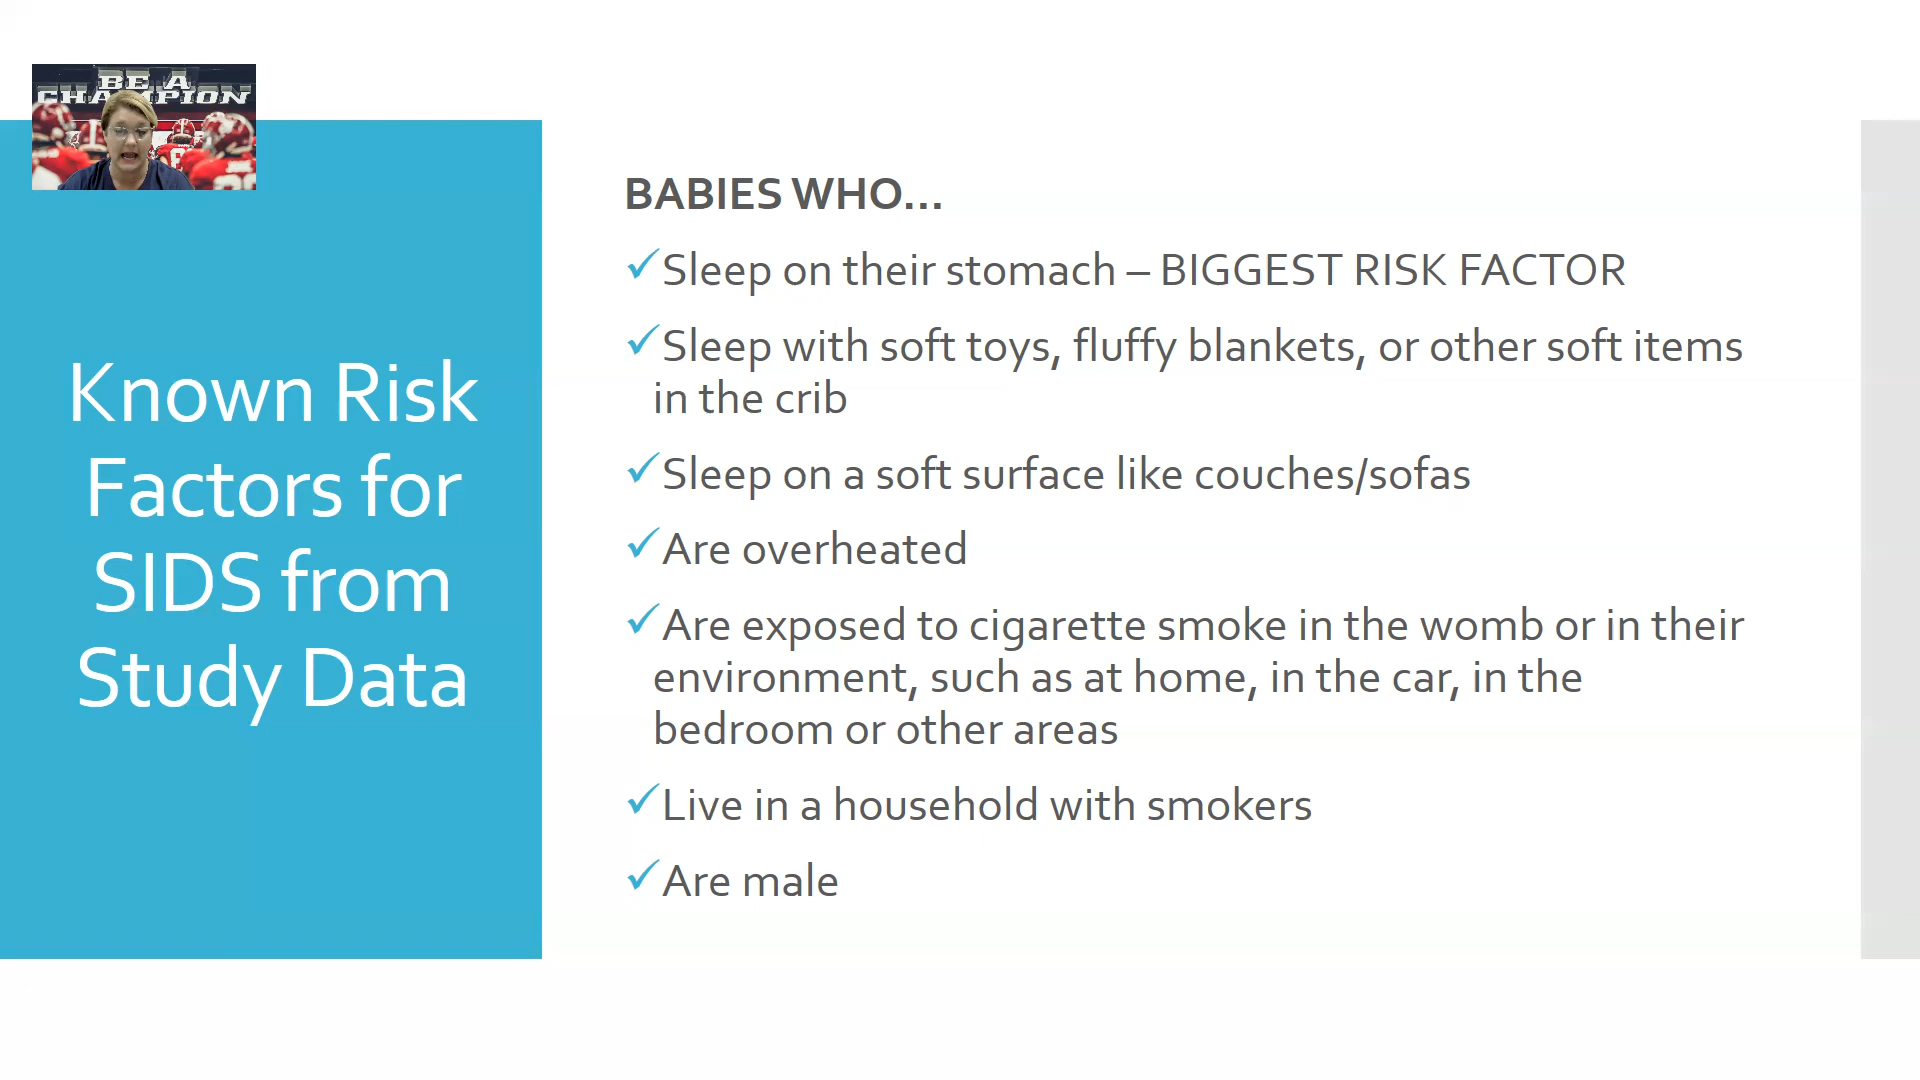 BE A
CHAMPION
Known Risk
Factors for
SIDS from
Study Data
BABIES WHO...
✓Sleep on their stomach – BIGGEST RISK FACTOR
✓Sleep with soft toys, fluffy blankets, or other soft items
in the crib
✓Sleep on a soft surface like couches/sofas
✓Are overheated
✓Are exposed to cigarette smoke in the womb or in their
environment, such as at home, in the car, in the
bedroom or other areas
✓Live in a household with smokers
✓Are male